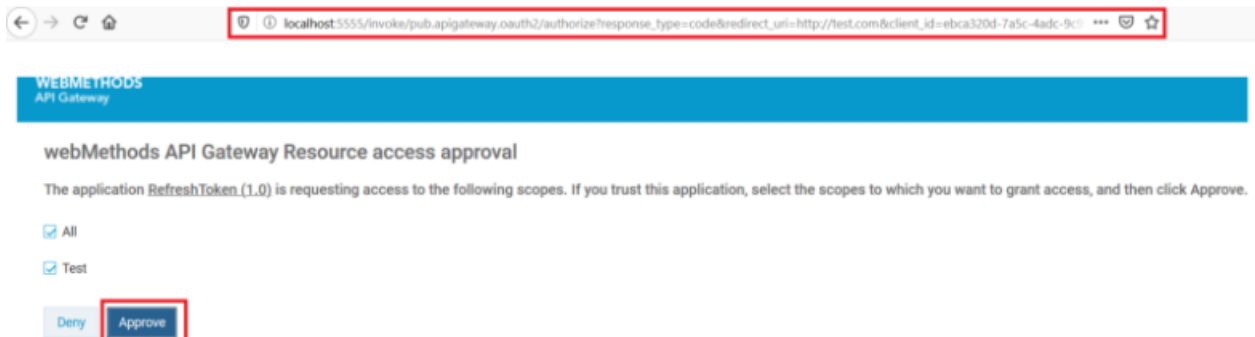 localhost:5555/invoke/pub.apigateway.oauth2/authorize?response_type=code&redirect_uri=http://test.com&client_id=ebca320d-7a5c-4adc-9c9
WEBMETHODS
API Gateway
webMethods API Gateway Resource access approval
The application RefreshToken (1.0) is requesting access to the following scopes. If you trust this application, select the scopes to which you want to grant access, and then click Approve.
All
Test
Deny Approve